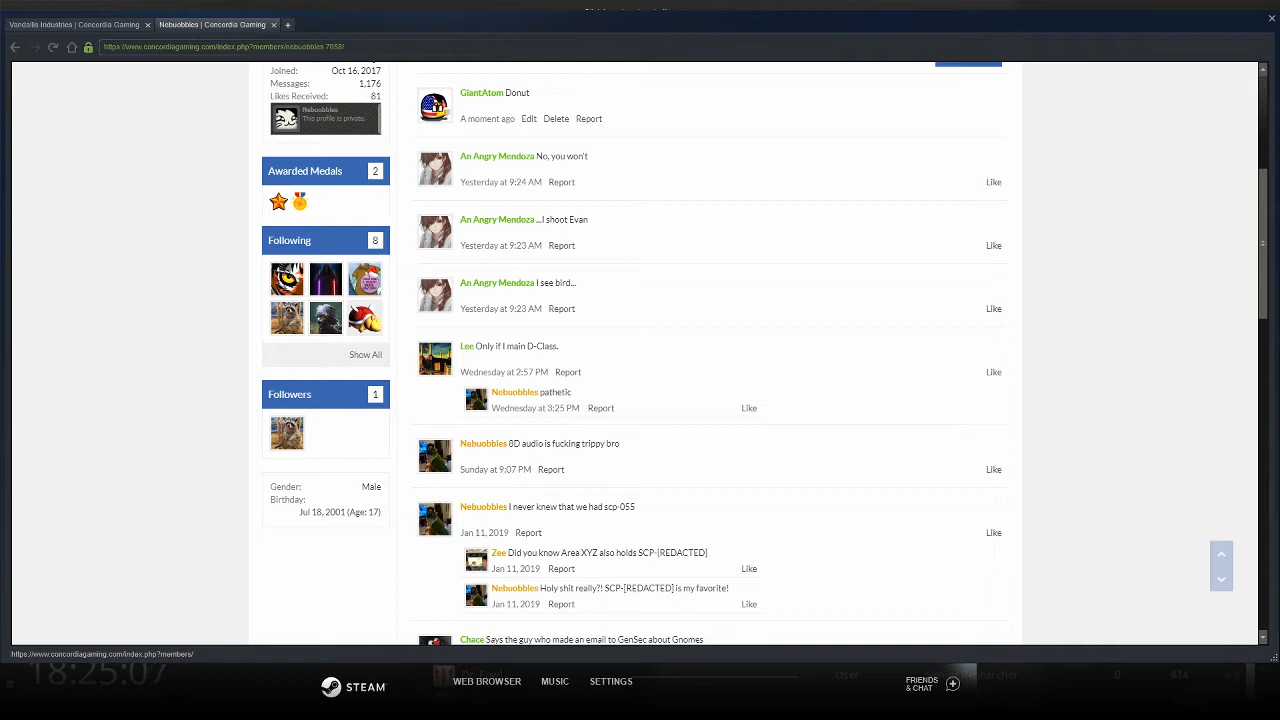 Vandallis Industries | Concordia Gaming
Nebuobbles | Concordia Gaming
https://www.concordiagaming.com/index.php?members/nebuobbles.7058/
Joined: Oct 16, 2017
Messages: 1,176
Likes Received: 81
Nebuobbles
This profile is private.
Awarded Medals 2
Following 8
Show All
Followers 1
Gender: Male
Birthday:
Jul 18, 2001 (Age: 17)
GiantAtom Donut
A moment ago Edit Delete Report
An Angry Mendoza No, you won't
Yesterday at 9:24 AM Report Like
An Angry Mendoza ...I shoot Evan
Yesterday at 9:23 AM Report Like
An Angry Mendoza I see bird...
Yesterday at 9:23 AM Report Like
Lee Only if I main D-Class.
Wednesday at 2:57 PM Report Like
Nebuobbles pathetic
Wednesday at 3:25 PM Report Like
Nebuobbles 8D audio is fucking trippy bro
Sunday at 9:07 PM Report Like
Nebuobbles I never knew that we had scp-055
Jan 11, 2019 Report Like
Zee Did you know Area XYZ also holds SCP-[REDACTED]
Jan 11, 2019 Report Like
Nebuobbles Holy shit really?! SCP-[REDACTED] is my favorite!
Jan 11, 2019 Report Like
Chace Says the guy who made an email to GenSec about Gnomes
https://www.concordiagaming.com/index.php?members/
18:25:07
User
Researcher
414
STEAM
WEB BROWSER MUSIC SETTINGS
FRIENDS
& CHAT